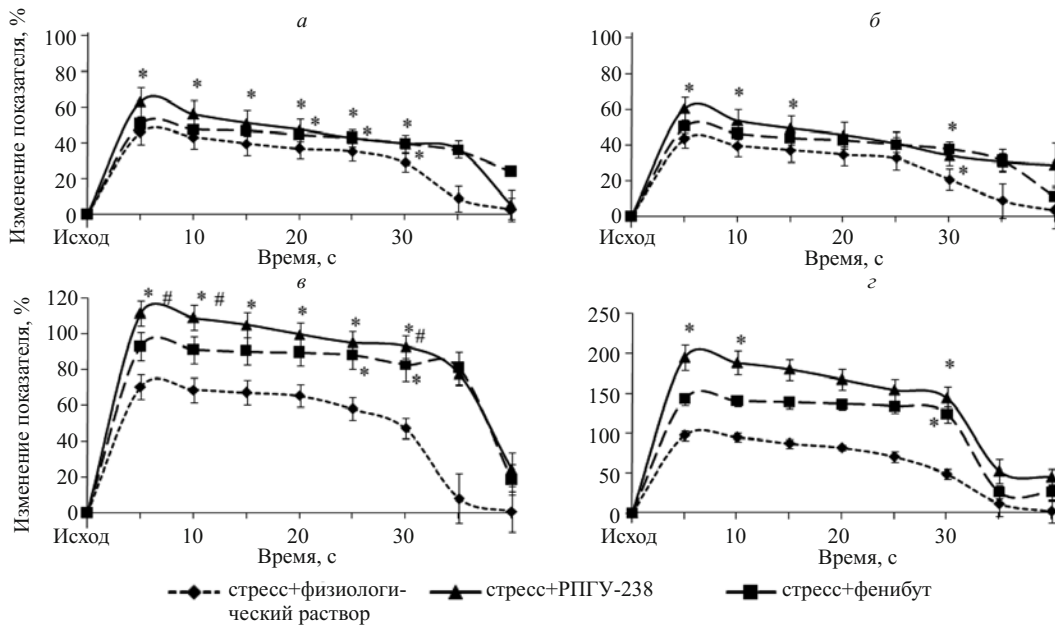 а
б
Изменение показателя, %
100
80
60
40
20
0
Исход
10
20
30
Время, с
100
80
60
40
20
0
Исход
10
20
30
Время, с
* * * * * * * * *
* * * * *
в
г
Изменение показателя, %
120
100
80
60
40
20
0
Исход
10
20
30
Время, с
250
200
150
100
50
0
Исход
10
20
30
Время, с
* # * # * * * * # * *
* * * *
стресс+физиологи-
ческий раствор
стресс+РПГУ-238
стресс+фенибут